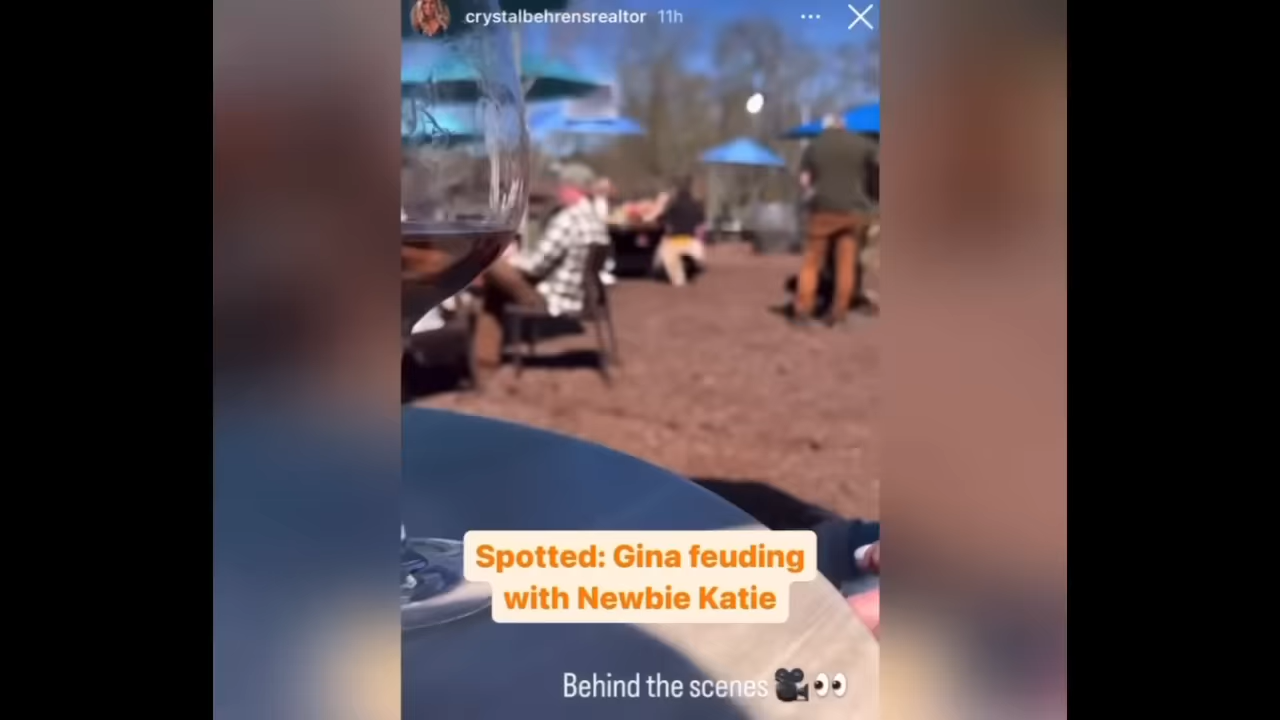 crystalbehrensrealtor 11h
Spotted: Gina feuding
with Newbie Katie
Behind the scenes 🎥👀